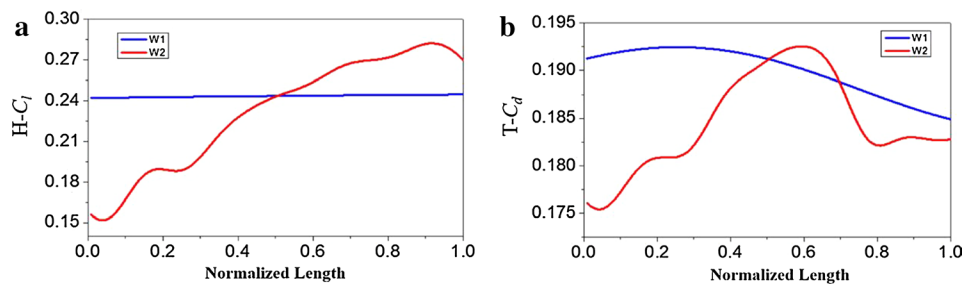 a
0.30
0.27
0.24
0.21
0.18
0.15
H-Cl
W1
W2
0.0 0.2 0.4 0.6 0.8 1.0
Normalized Length
b
0.195
0.190
0.185
0.180
0.175
T-Cd
W1
W2
0.0 0.2 0.4 0.6 0.8 1.0
Normalized Length